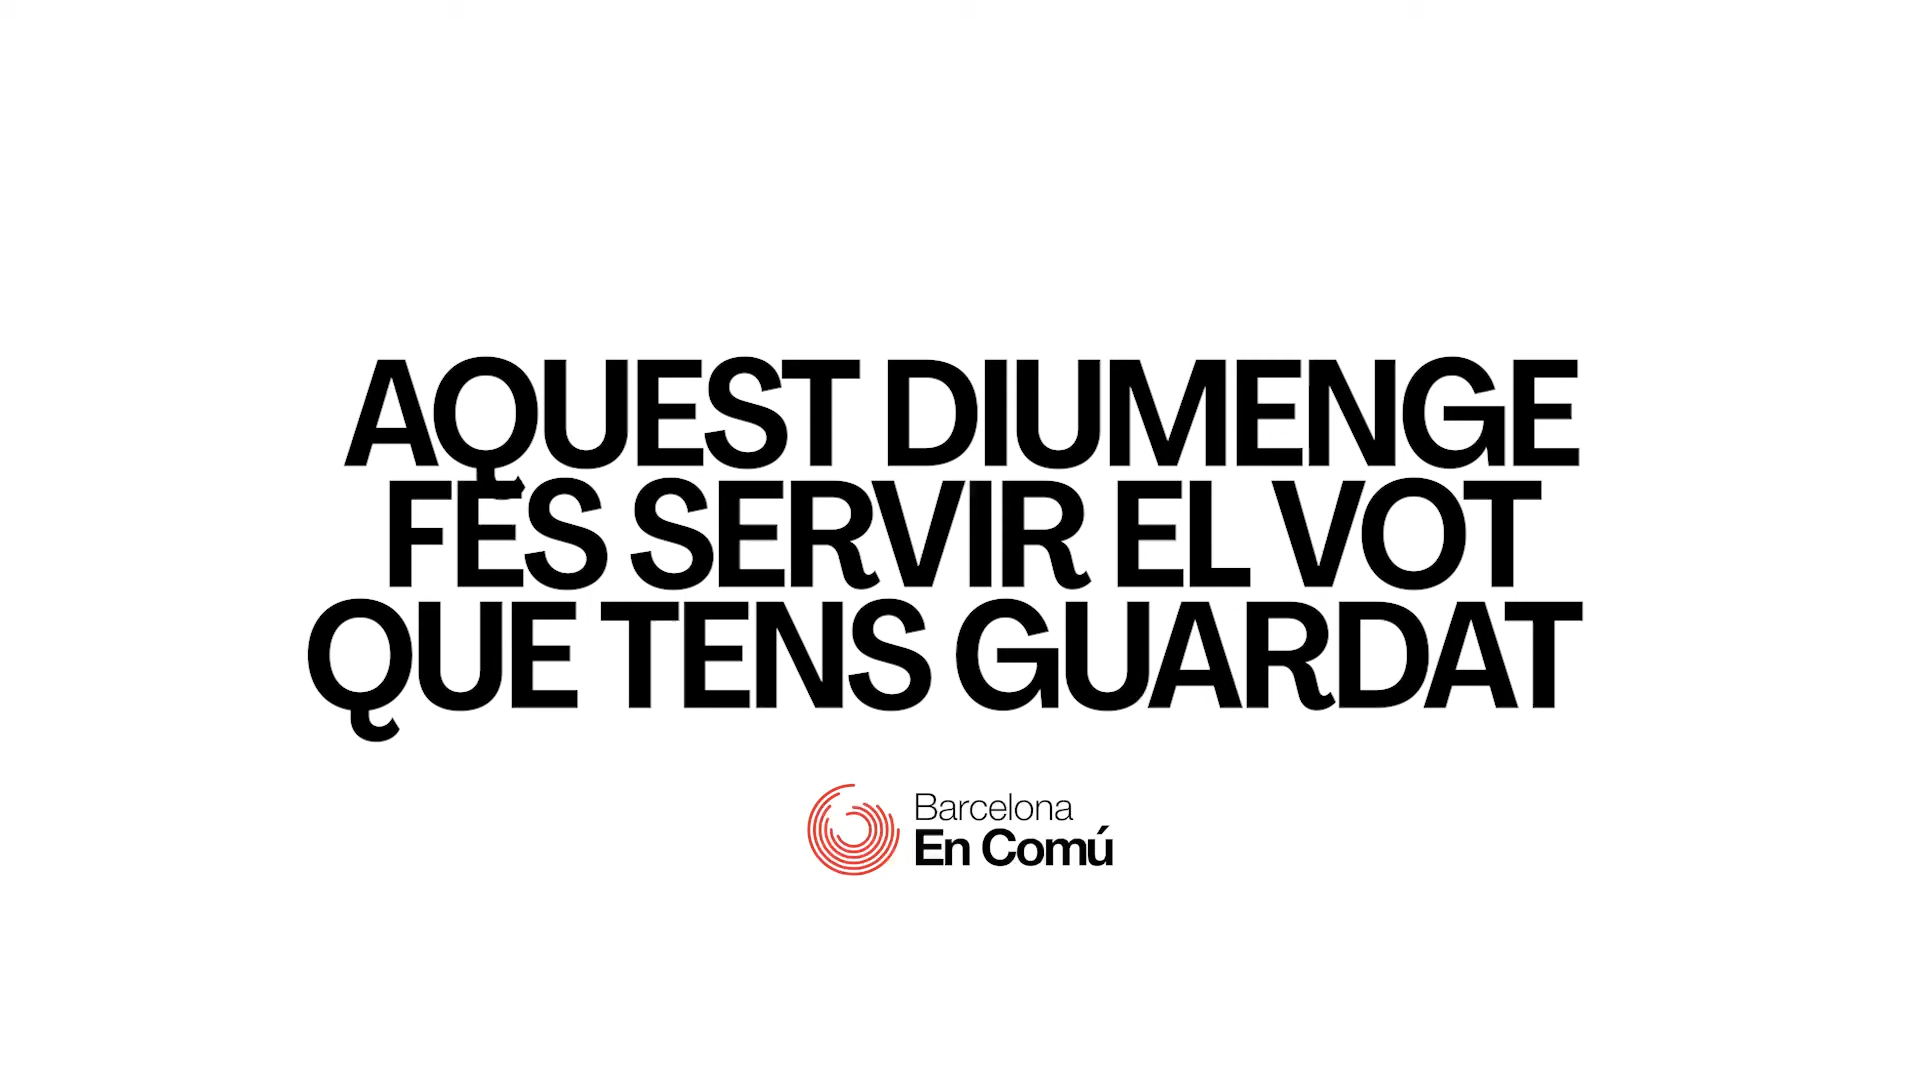 AQUEST DIUMENGE
FES SERVIR EL VOT
QUE TENS GUARDAT
Barcelona
En Comú